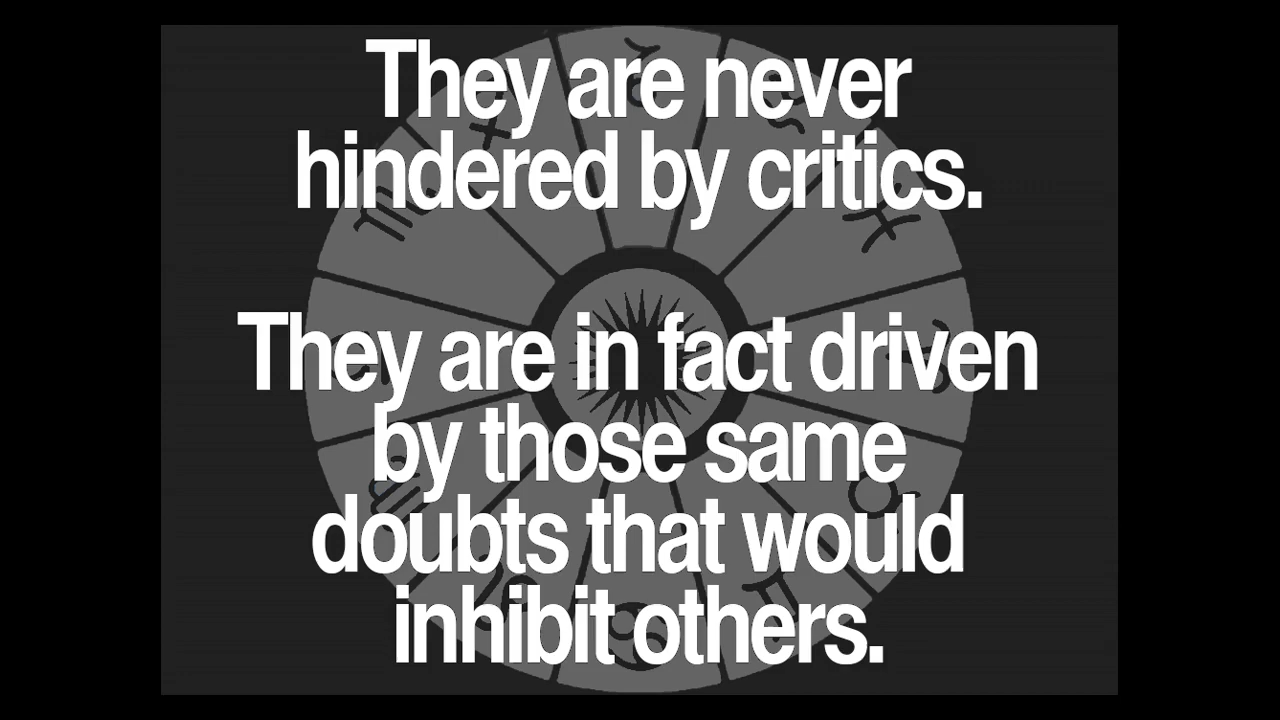 They are never
hindered by critics.
They are in fact driven
by those same
doubts that would
inhibit others.